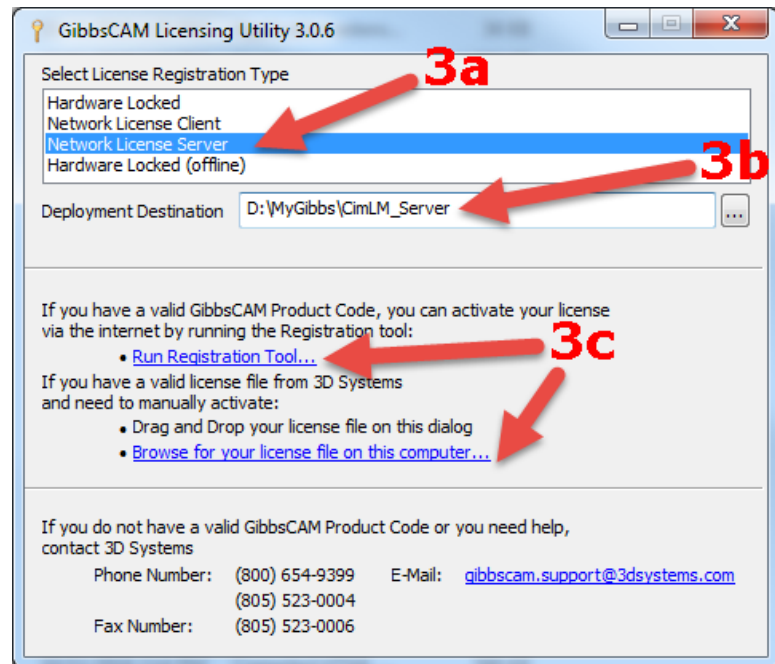 GibbsCAM Licensing Utility 3.0.6
Select License Registration Type
3a
Hardware Locked
Network License Client
Network License Server
Hardware Locked (offline)
3b
Deployment Destination D:\MyGibbs\CimLM_Server ...
If you have a valid GibbsCAM Product Code, you can activate your license
via the internet by running the Registration tool:
• Run Registration Tool...
3c
If you have a valid license file from 3D Systems
and need to manually activate:
• Drag and Drop your license file on this dialog
• Browse for your license file on this computer...
If you do not have a valid GibbsCAM Product Code or you need help,
contact 3D Systems
Phone Number: (800) 654-9399 E-Mail: gibbscam.support@3dsystems.com
(805) 523-0004
Fax Number: (805) 523-0006